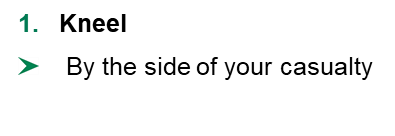 1. Kneel
➤ By the side of your casualty